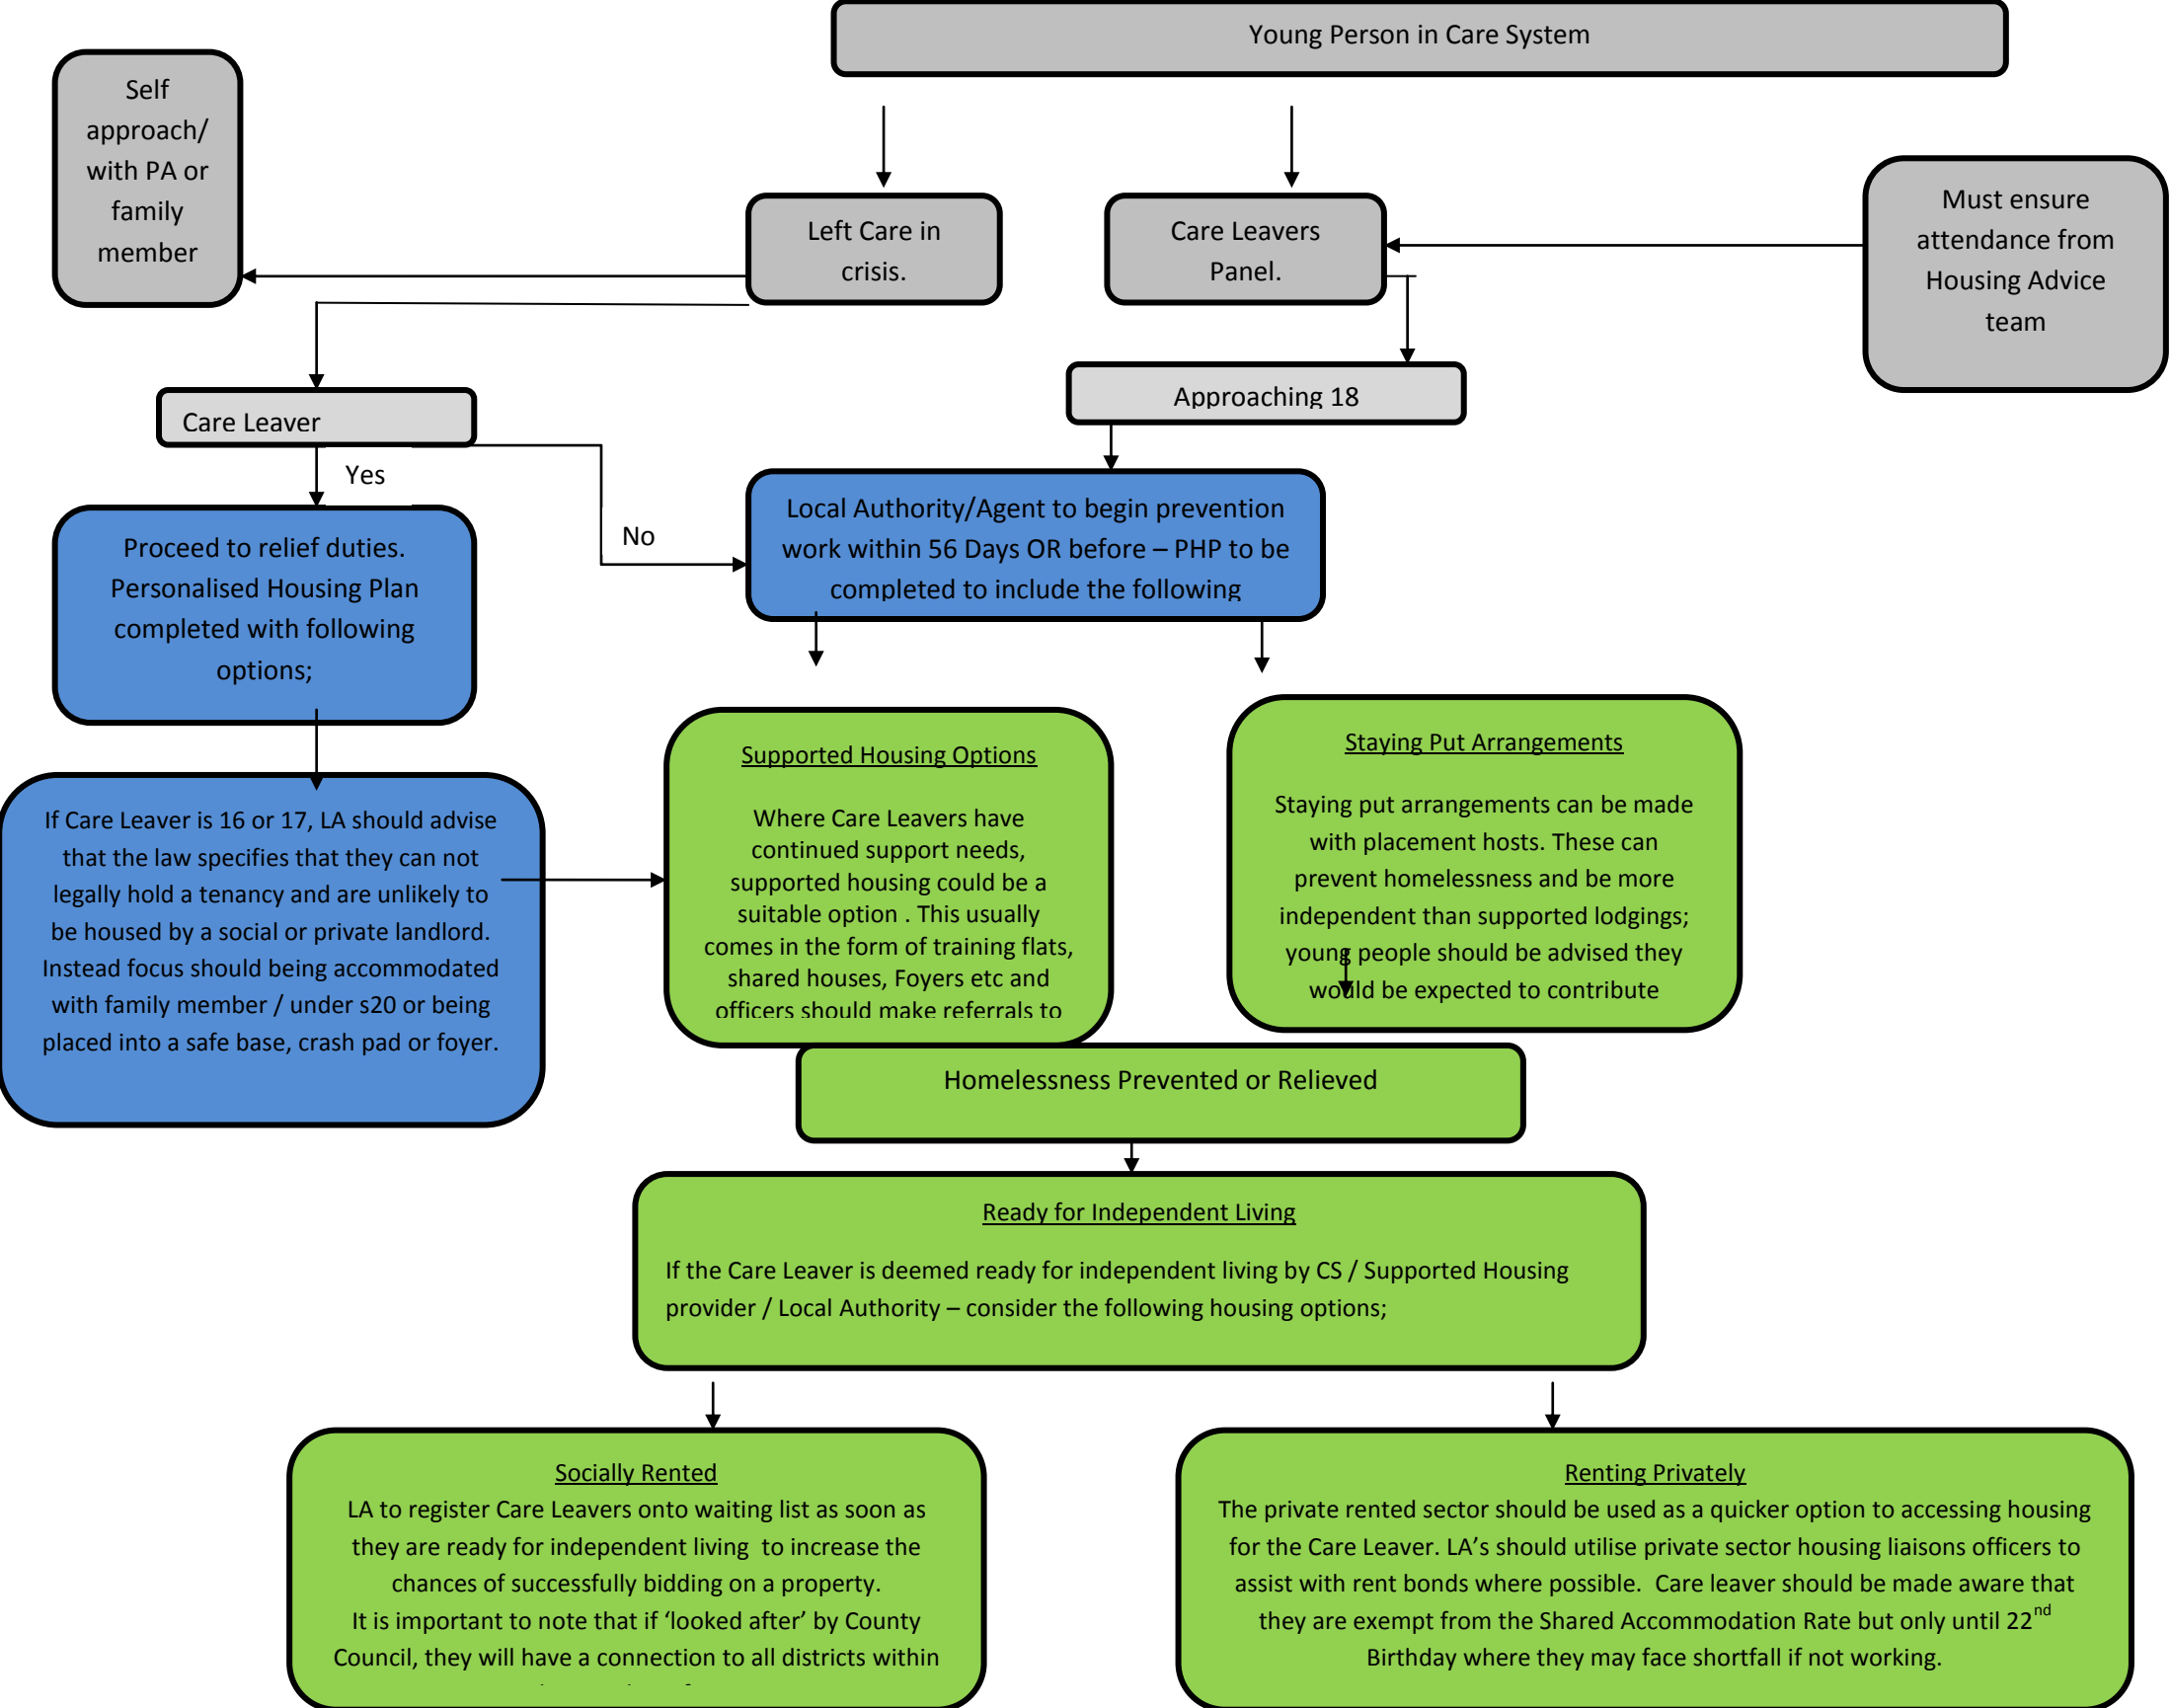 Young Person in Care System
Self
approach/
with PA or
family
member
Left Care in
crisis.
Care Leavers
Panel.
Must ensure
attendance from
Housing Advice
team
Care Leaver
Approaching 18
Yes
No
Proceed to relief duties.
Personalised Housing Plan
completed with following
options;
Local Authority/Agent to begin prevention
work within 56 Days OR before – PHP to be
completed to include the following
If Care Leaver is 16 or 17, LA should advise
that the law specifies that they can not
legally hold a tenancy and are unlikely to
be housed by a social or private landlord.
Instead focus should being accommodated
with family member / under s20 or being
placed into a safe base, crash pad or foyer.
Supported Housing Options
Where Care Leavers have
continued support needs,
supported housing could be a
suitable option . This usually
comes in the form of training flats,
shared houses, Foyers etc and
officers should make referrals to
Staying Put Arrangements
Staying put arrangements can be made
with placement hosts. These can
prevent homelessness and be more
independent than supported lodgings;
young people should be advised they
would be expected to contribute
Homelessness Prevented or Relieved
Ready for Independent Living
If the Care Leaver is deemed ready for independent living by CS / Supported Housing
provider / Local Authority – consider the following housing options;
Socially Rented
LA to register Care Leavers onto waiting list as soon as
they are ready for independent living  to increase the
chances of successfully bidding on a property.
It is important to note that if ‘looked after’ by County
Council, they will have a connection to all districts within
Renting Privately
The private rented sector should be used as a quicker option to accessing housing
for the Care Leaver. LA’s should utilise private sector housing liaisons officers to
assist with rent bonds where possible.  Care leaver should be made aware that
they are exempt from the Shared Accommodation Rate but only until 22nd
Birthday where they may face shortfall if not working.